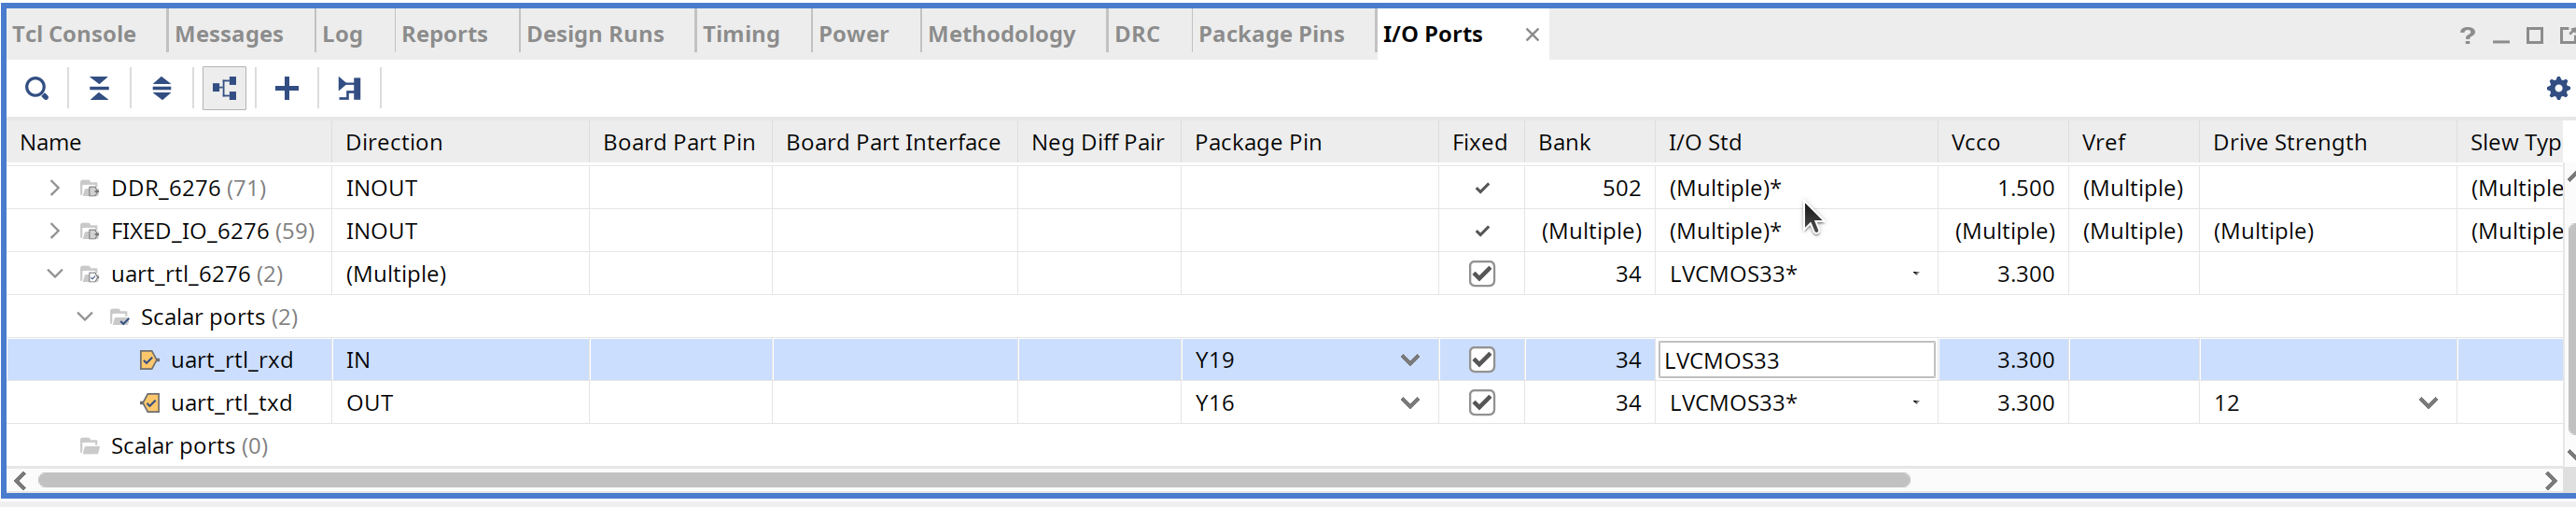 Tcl Console Messages Log Reports Design Runs Timing Power Methodology DRC Package Pins I/O Ports × ?
Name Direction Board Part Pin Board Part Interface Neg Diff Pair Package Pin Fixed Bank I/O Std Vcco Vref Drive Strength Slew Typ
DDR_6276 (71) INOUT 502 (Multiple)* 1.500 (Multiple) (Multiple
FIXED_IO_6276 (59) INOUT (Multiple) (Multiple)* (Multiple) (Multiple) (Multiple) (Multiple
uart_rtl_6276 (2) (Multiple) 34 LVCMOS33* 3.300
Scalar ports (2)
uart_rtl_rxd IN Y19 34 LVCMOS33 3.300
uart_rtl_txd OUT Y16 34 LVCMOS33* 3.300 12
Scalar ports (0)